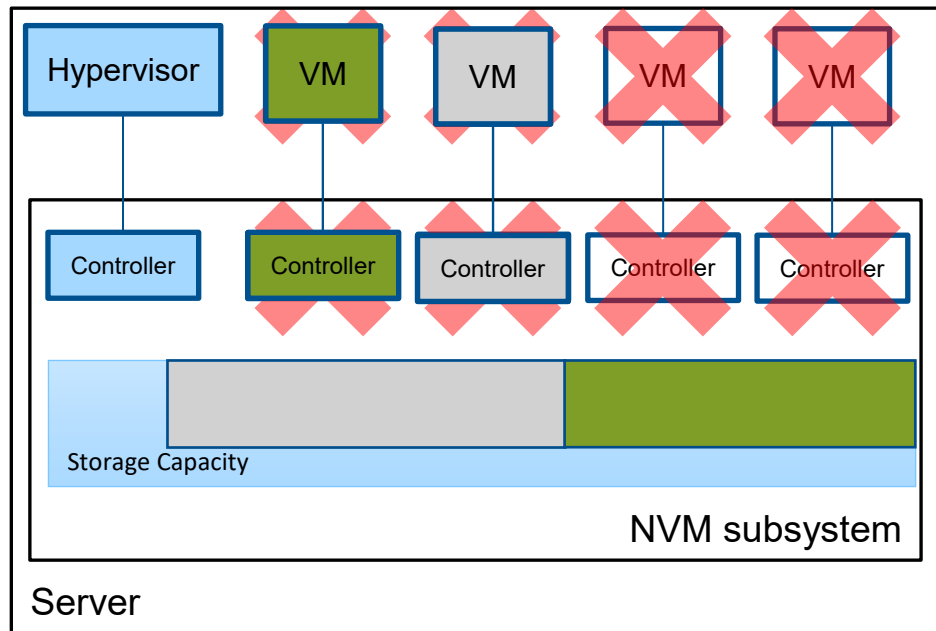 Hypervisor
VM
VM
VM
VM
Controller
Controller
Controller
Controller
Controller
Storage Capacity
NVM subsystem
Server